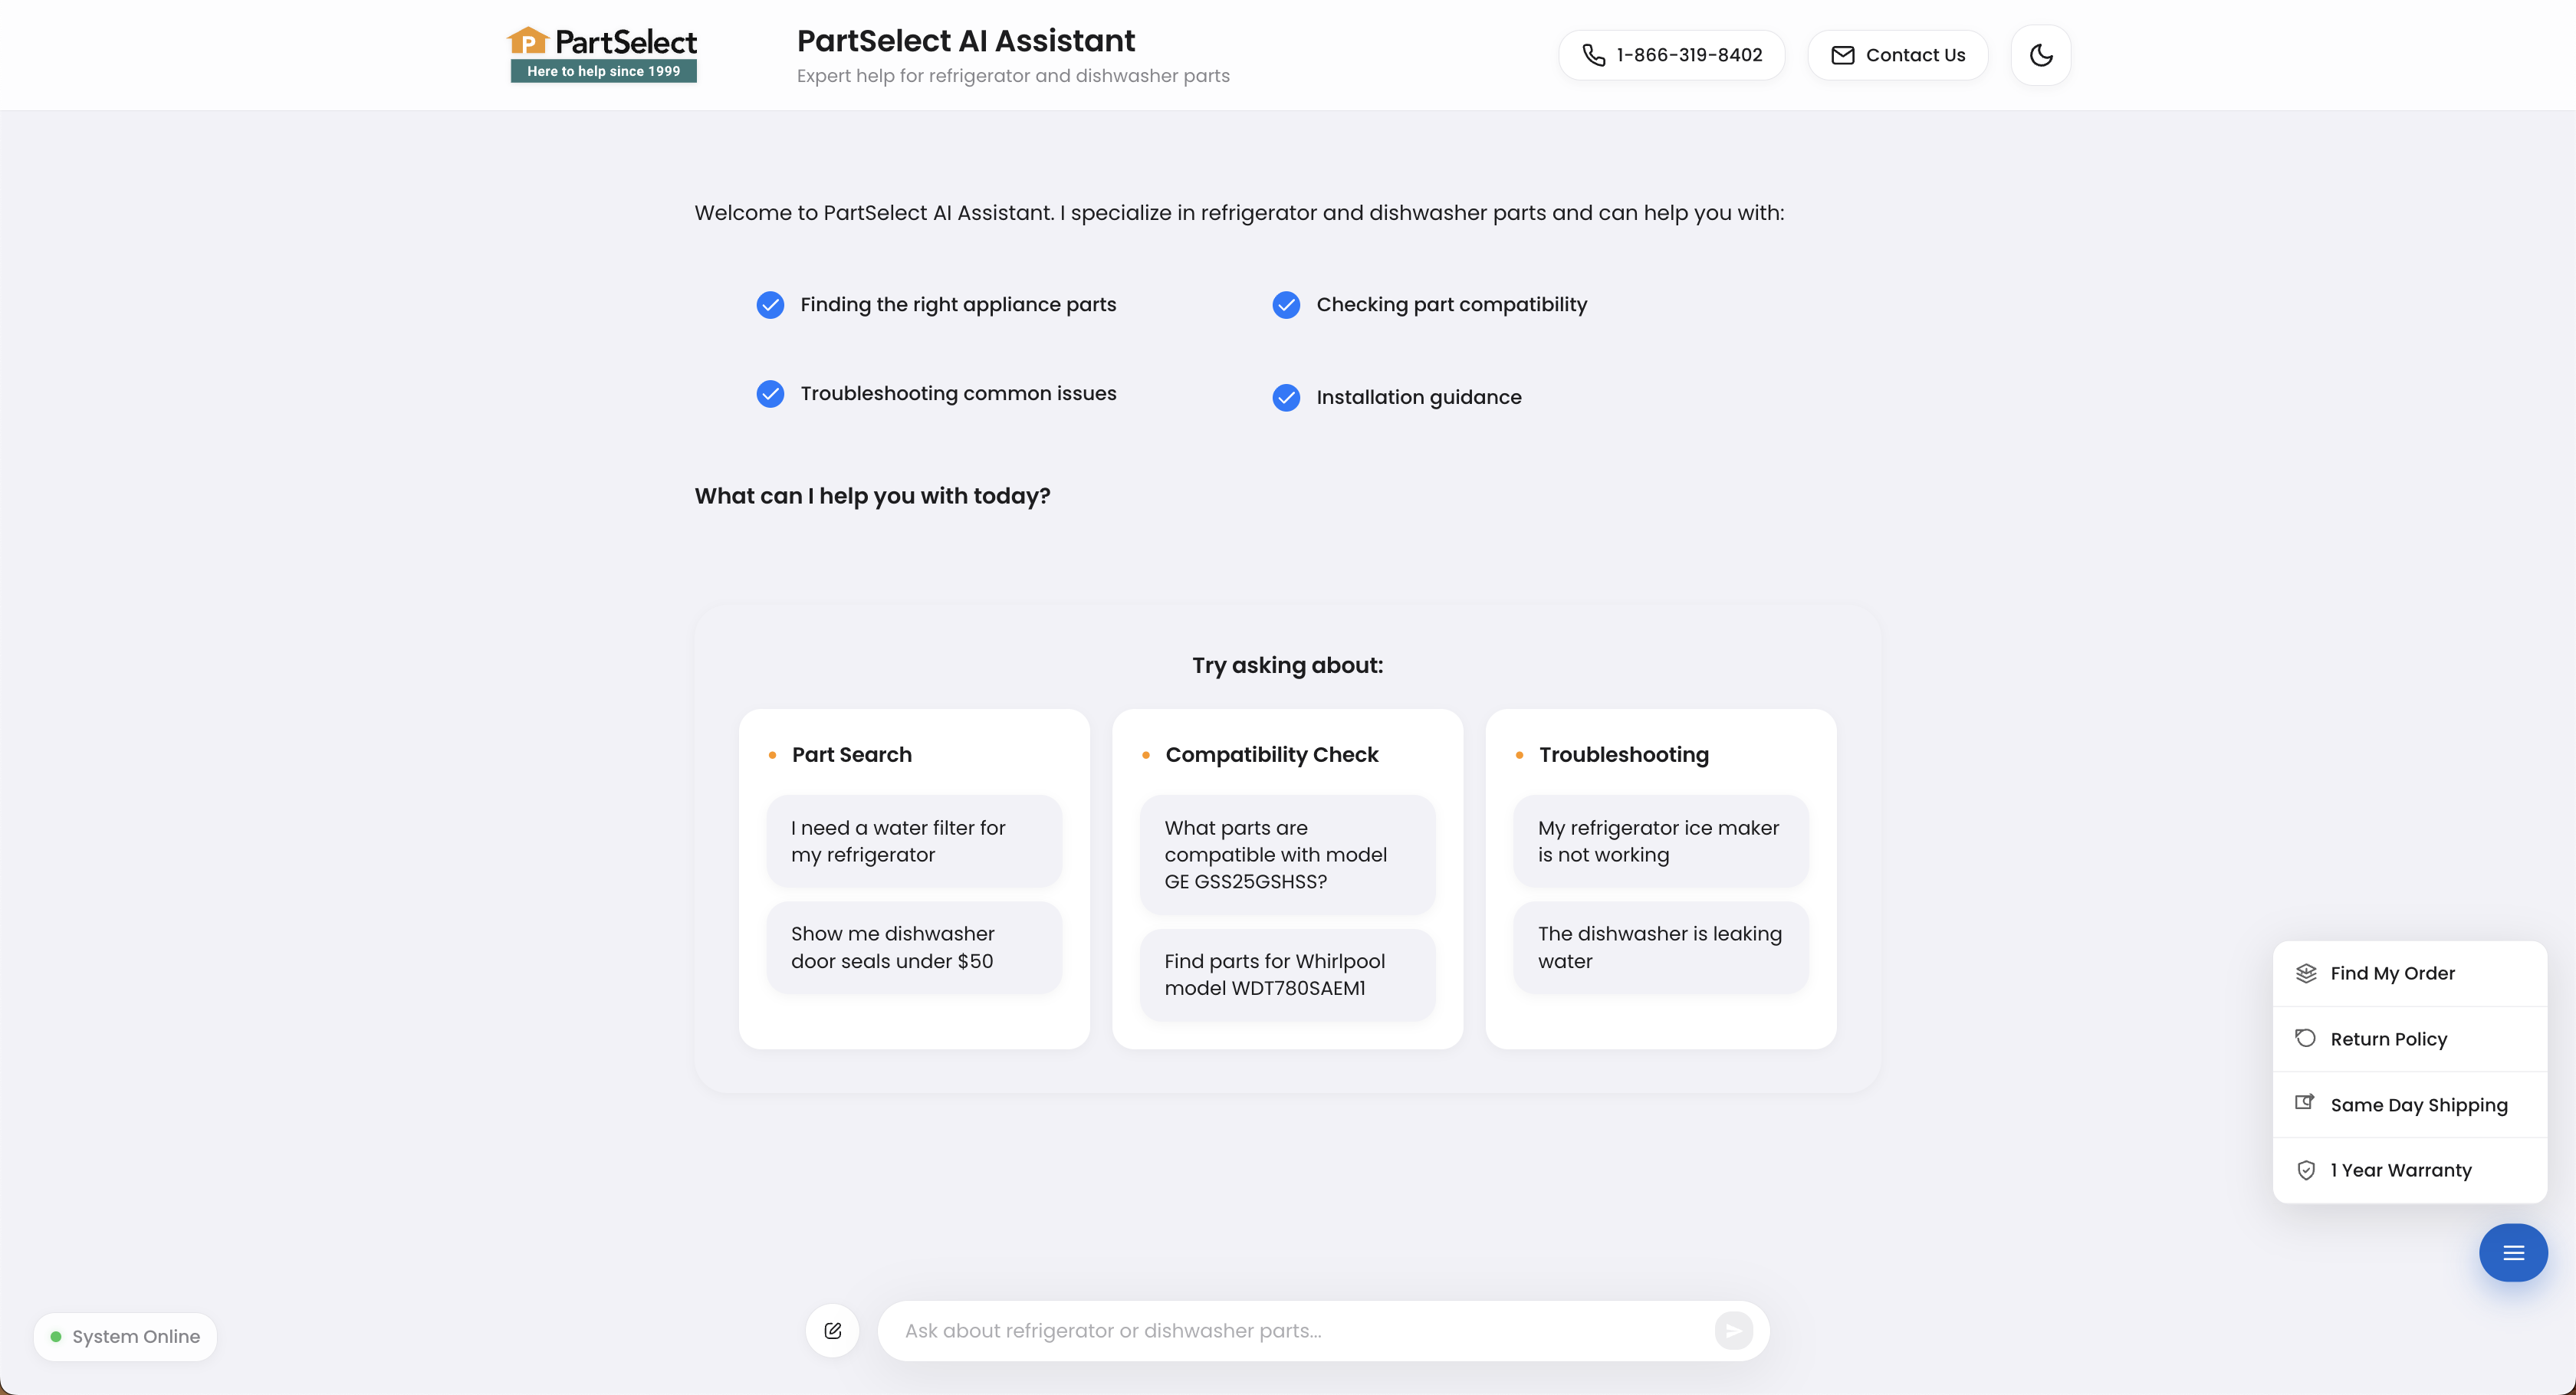 PartSelect
Here to help since 1999
PartSelect AI Assistant
Expert help for refrigerator and dishwasher parts
1-866-319-8402
Contact Us
Welcome to PartSelect AI Assistant. I specialize in refrigerator and dishwasher parts and can help you with:
Finding the right appliance parts
Checking part compatibility
Troubleshooting common issues
Installation guidance
What can I help you with today?
Try asking about:
Part Search
I need a water filter for
my refrigerator
Show me dishwasher
door seals under $50
Compatibility Check
What parts are
compatible with model
GE GSS25GSHSS?
Find parts for Whirlpool
model WDT780SAEM1
Troubleshooting
My refrigerator ice maker
is not working
The dishwasher is leaking
water
Find My Order
Return Policy
Same Day Shipping
1 Year Warranty
System Online
Ask about refrigerator or dishwasher parts...